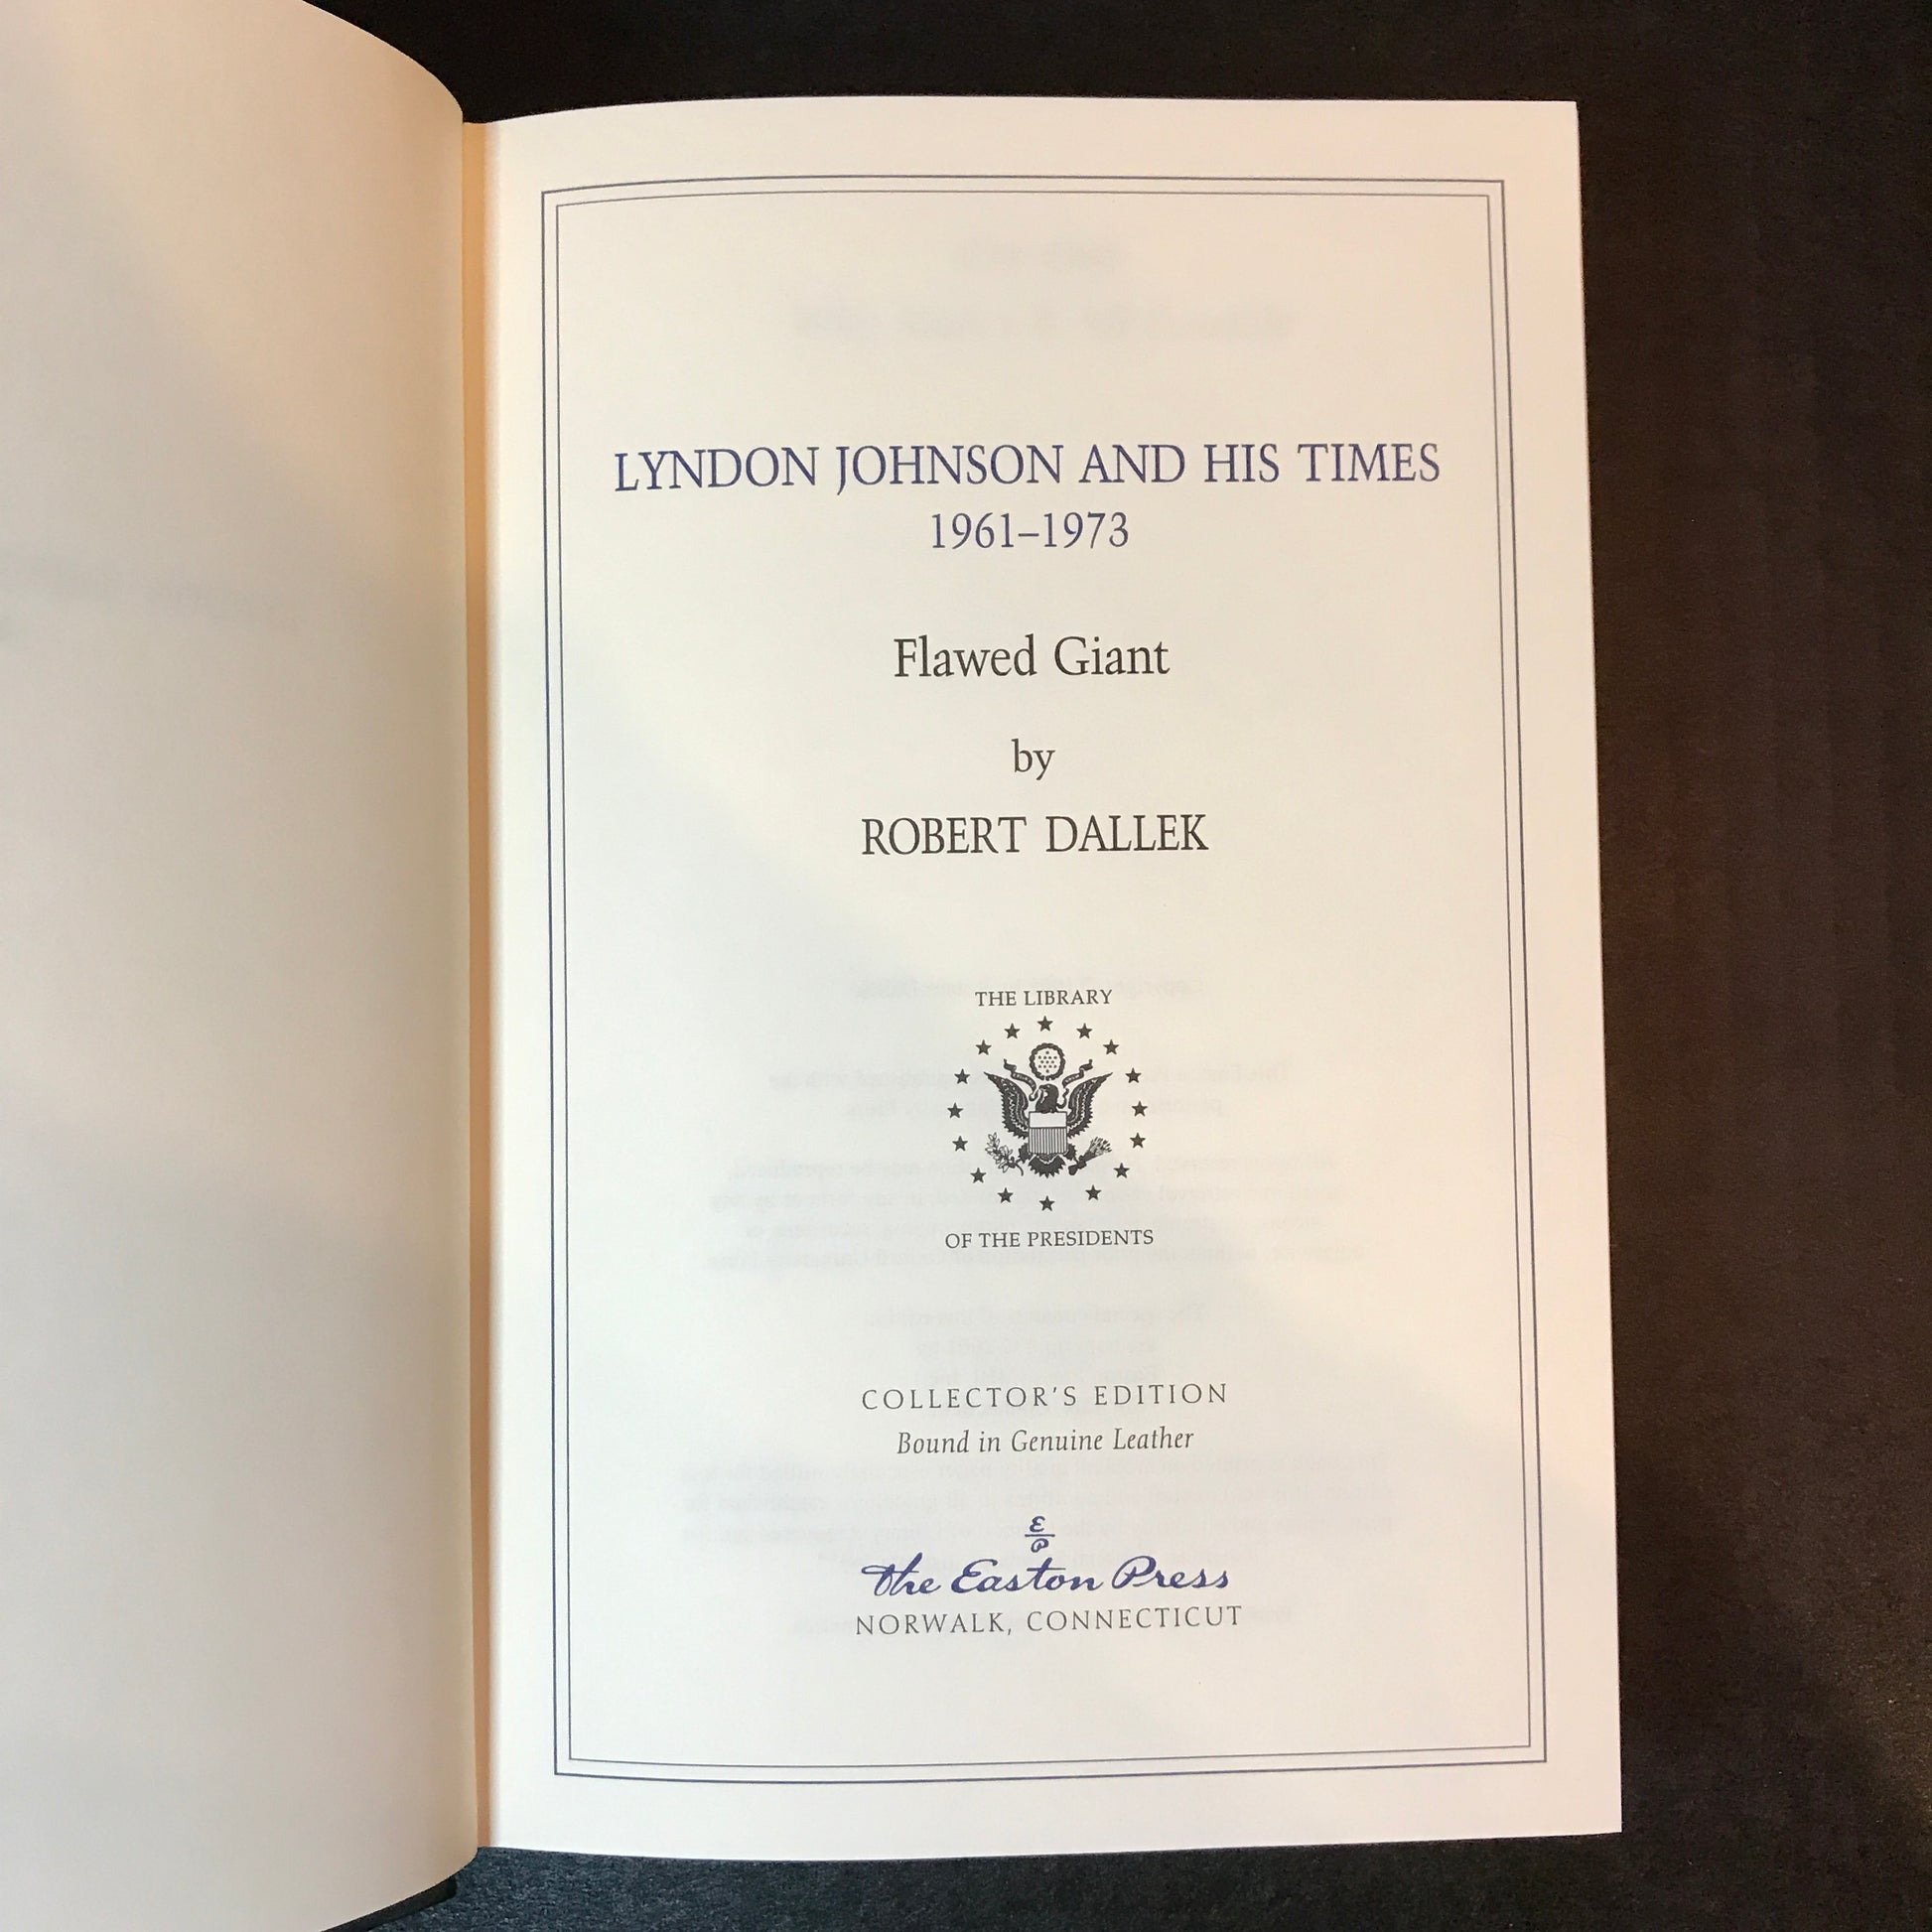 LYNDON JOHNSON AND HIS TIMES
1961–1973
Flawed Giant
by
ROBERT DALLEK
THE LIBRARY
OF THE PRESIDENTS
COLLECTOR'S EDITION
Bound in Genuine Leather
E
P
The Easton Press
NORWALK, CONNECTICUT